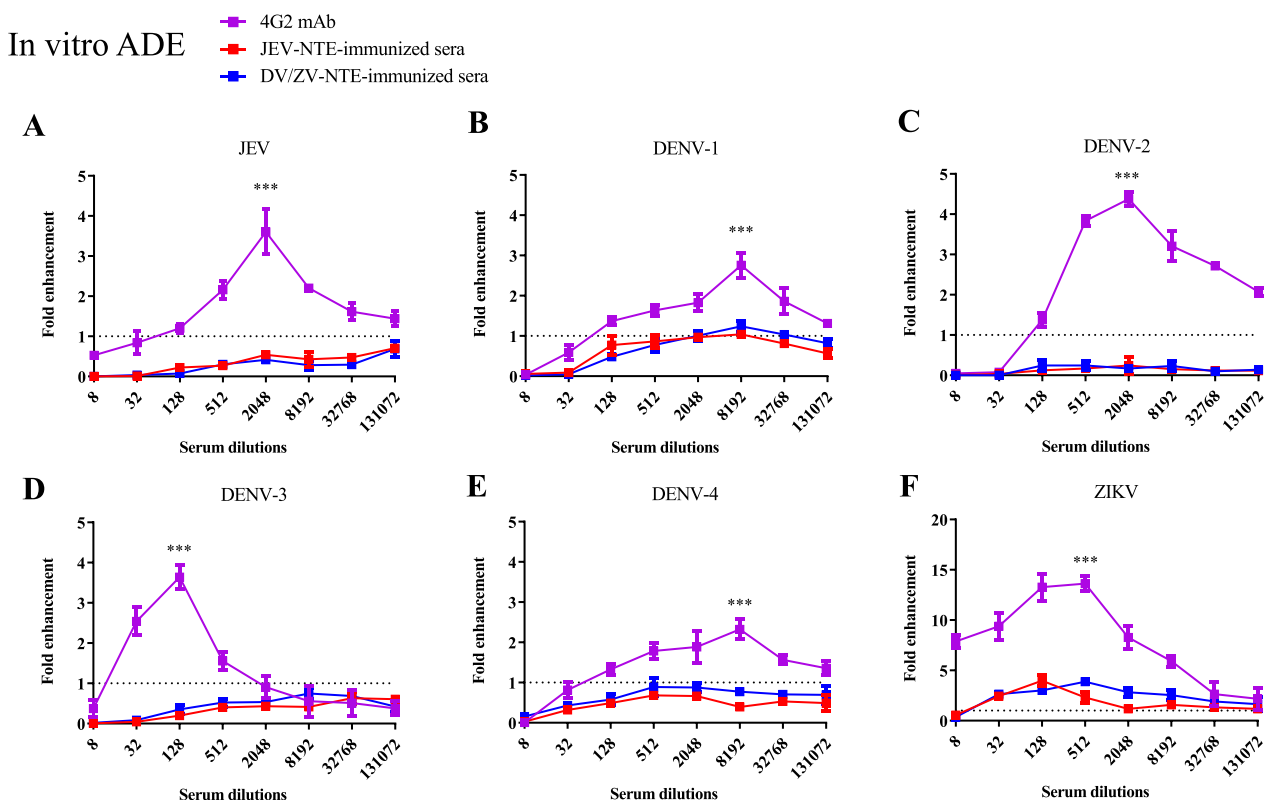 In vitro ADE
4G2 mAb
JEV-NTE-immunized sera
DV/ZV-NTE-immunized sera
A
JEV
***
Fold enhancement
5
4
3
2
1
0
8 32 128 512 2048 8192 32768 131072
Serum dilutions
B
DENV-1
***
Fold enhancement
5
4
3
2
1
0
8 32 128 512 2048 8192 32768 131072
Serum dilutions
C
DENV-2
***
Fold enhancement
5
4
3
2
1
0
8 32 128 512 2048 8192 32768 131072
Serum dilutions
D
DENV-3
***
Fold enhancement
5
4
3
2
1
0
8 32 128 512 2048 8192 32768 131072
Serum dilutions
E
DENV-4
***
Fold enhancement
5
4
3
2
1
0
8 32 128 512 2048 8192 32768 131072
Serum dilutions
F
ZIKV
***
Fold enhancement
20
15
10
5
0
8 32 128 512 2048 8192 32768 131072
Serum dilutions